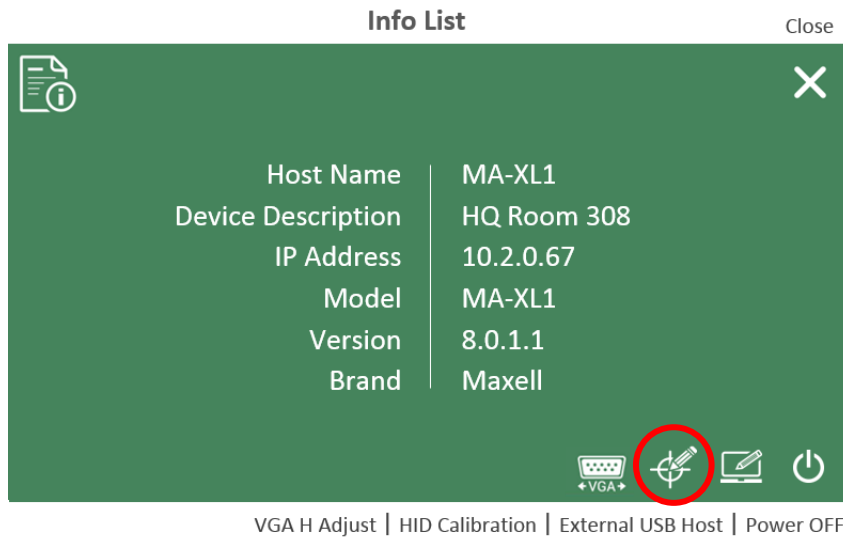 Info List
Close
Host Name | MA-XL1
Device Description | HQ Room 308
IP Address | 10.2.0.67
Model | MA-XL1
Version | 8.0.1.1
Brand | Maxell
VGA
VGA H Adjust | HID Calibration | External USB Host | Power OFF